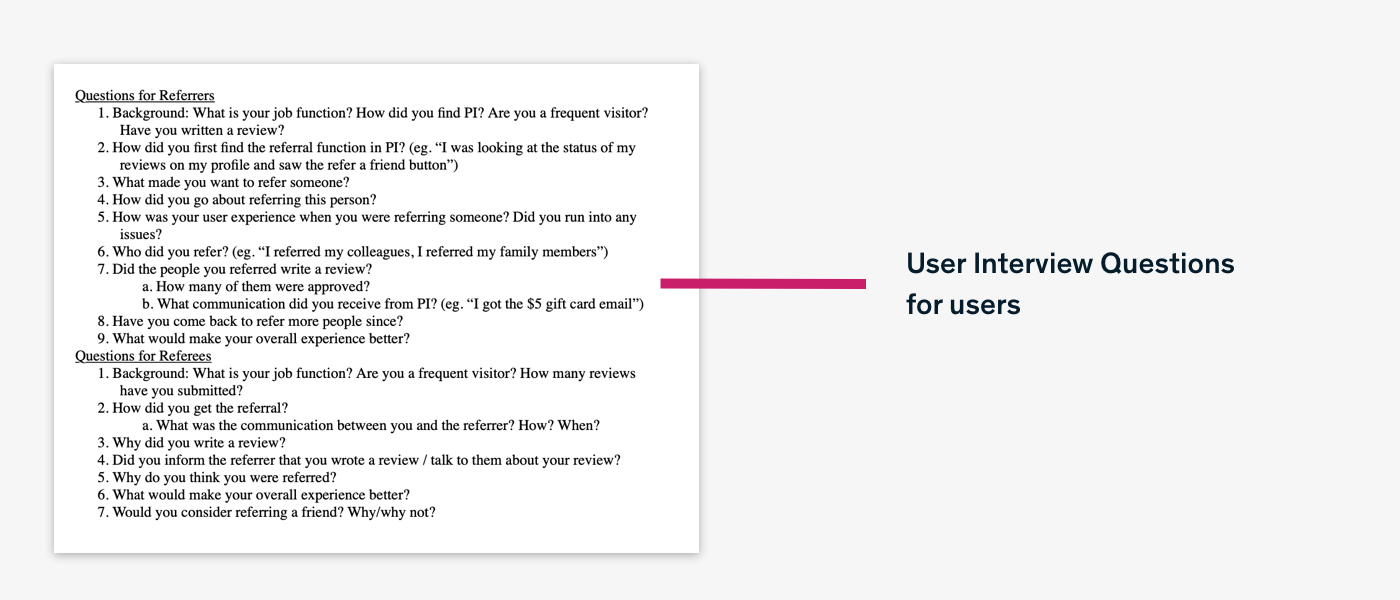 Questions for Referrers
1. Background: What is your job function? How did you find PI? Are you a frequent visitor?
Have you written a review?
2. How did you first find the referral function in PI? (eg. “I was looking at the status of my
reviews on my profile and saw the refer a friend button”)
3. What made you want to refer someone?
4. How did you go about referring this person?
5. How was your user experience when you were referring someone? Did you run into any
issues?
6. Who did you refer? (eg. “I referred my colleagues, I referred my family members”)
7. Did the people you referred write a review?
a. How many of them were approved?
b. What communication did you receive from PI? (eg. “I got the $5 gift card email”)
8. Have you come back to refer more people since?
9. What would make your overall experience better?
Questions for Referees
1. Background: What is your job function? Are you a frequent visitor? How many reviews
have you submitted?
2. How did you get the referral?
a. What was the communication between you and the referrer? How? When?
3. Why did you write a review?
4. Did you inform the referrer that you wrote a review / talk to them about your review?
5. Why do you think you were referred?
6. What would make your overall experience better?
7. Would you consider referring a friend? Why/why not?
User Interview Questions
for users